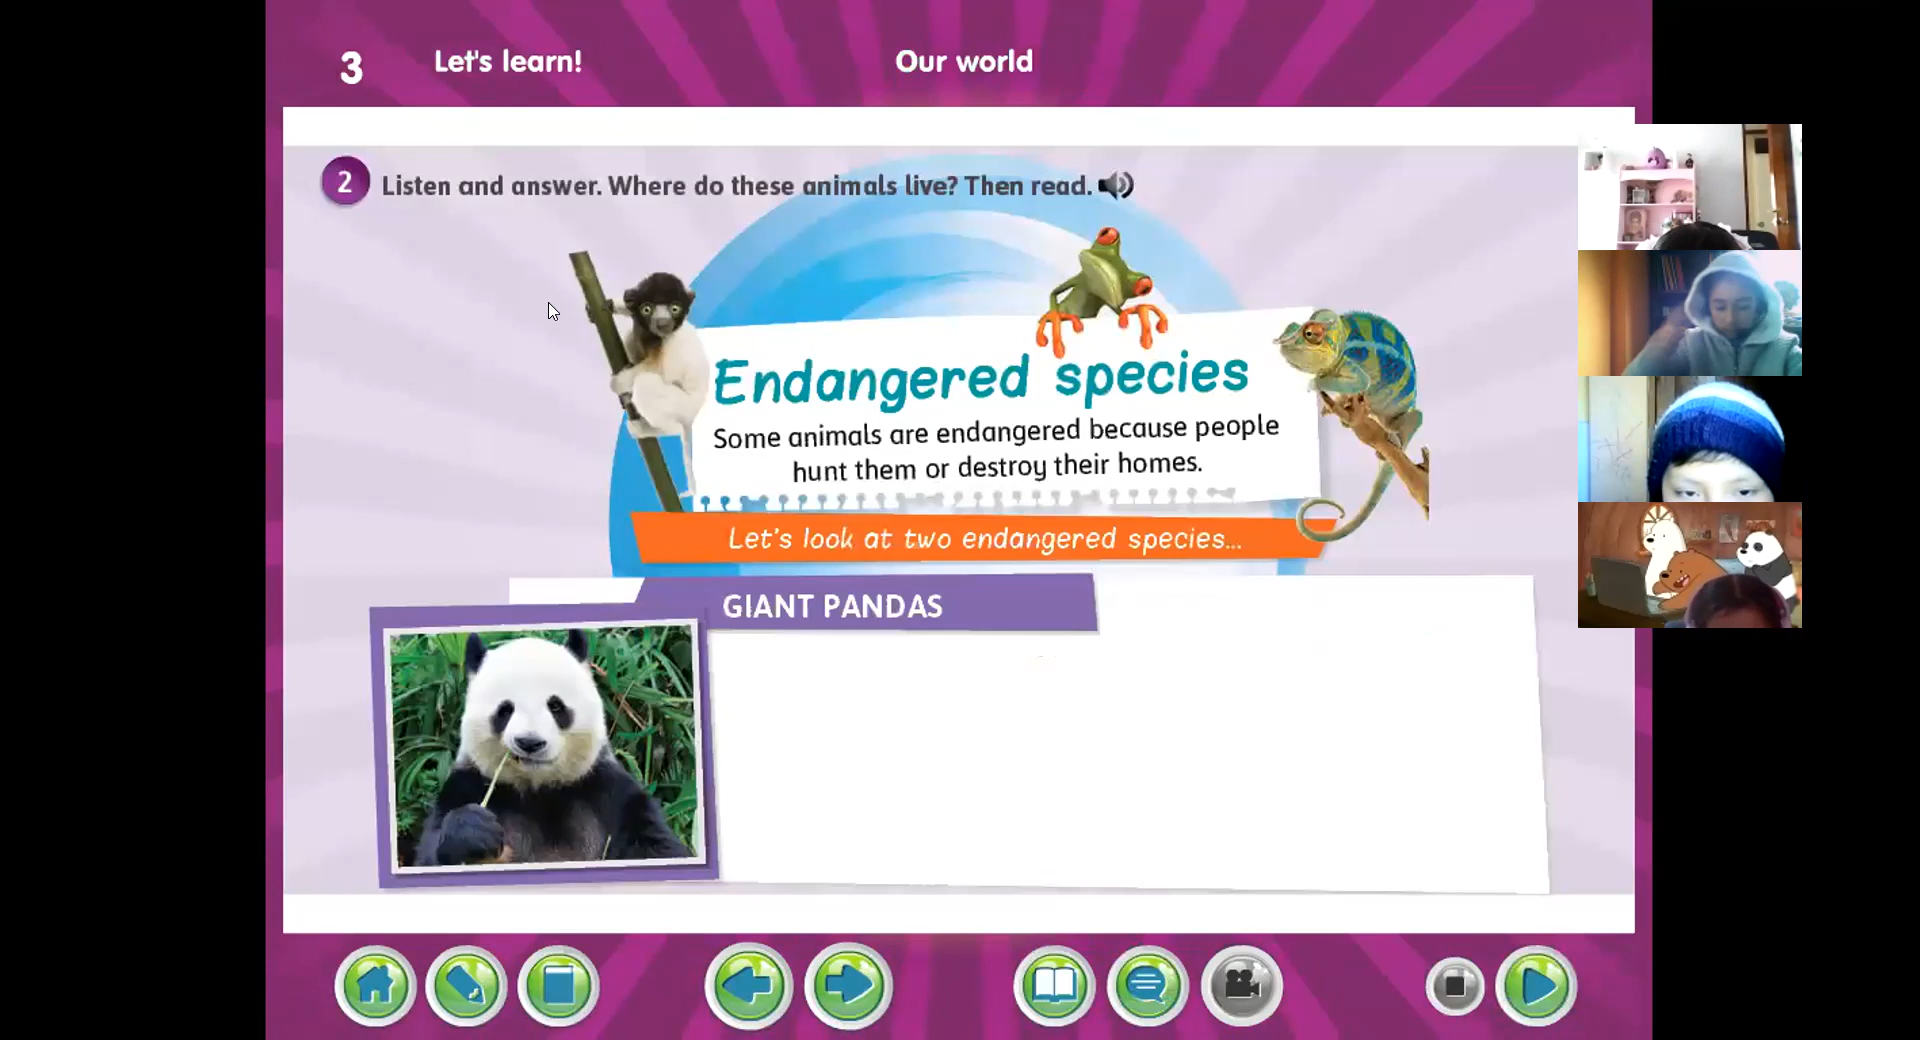 3 Let's learn! Our world
2 Listen and answer. Where do these animals live? Then read.
Endangered species
Some animals are endangered because people
hunt them or destroy their homes.
Let's look at two endangered species...
GIANT PANDAS